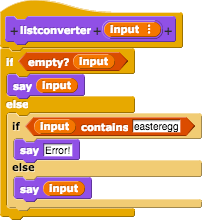 + listconverter + input ⋮ +
if empty? input
say input
else
if input contains easteregg
say Error!
else
say input